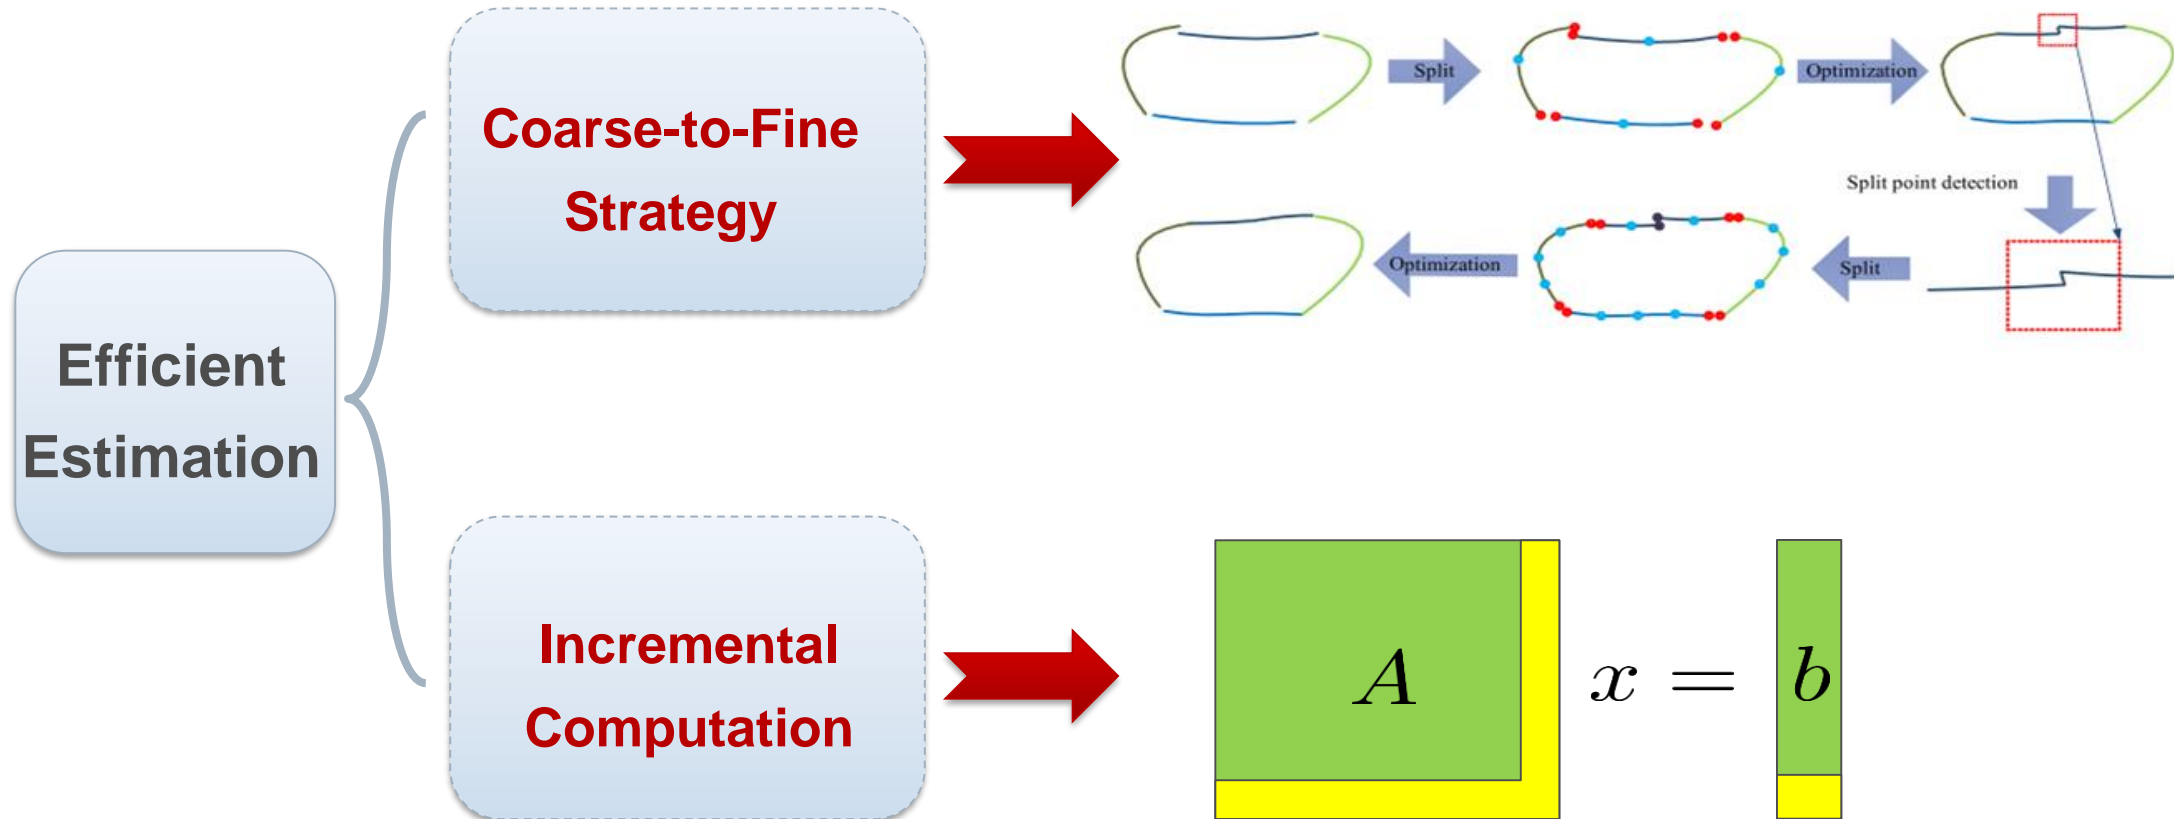 Efficient
Estimation
Coarse-to-Fine
Strategy
Split
Optimization
Split point detection
Split
Optimization
Incremental
Computation
A x = b